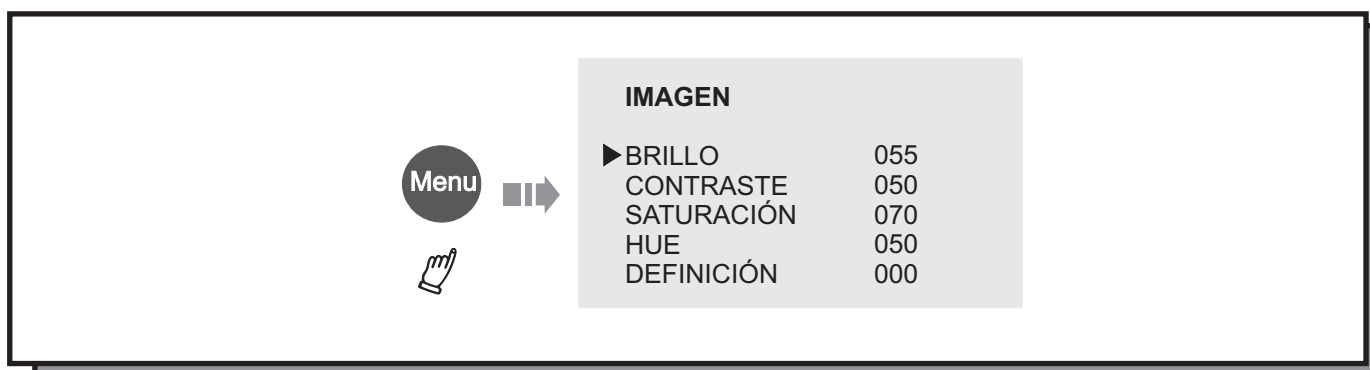 IMAGEN
Menu
BRILLO 055
CONTRASTE 050
SATURACIÓN 070
HUE 050
DEFINICIÓN 000